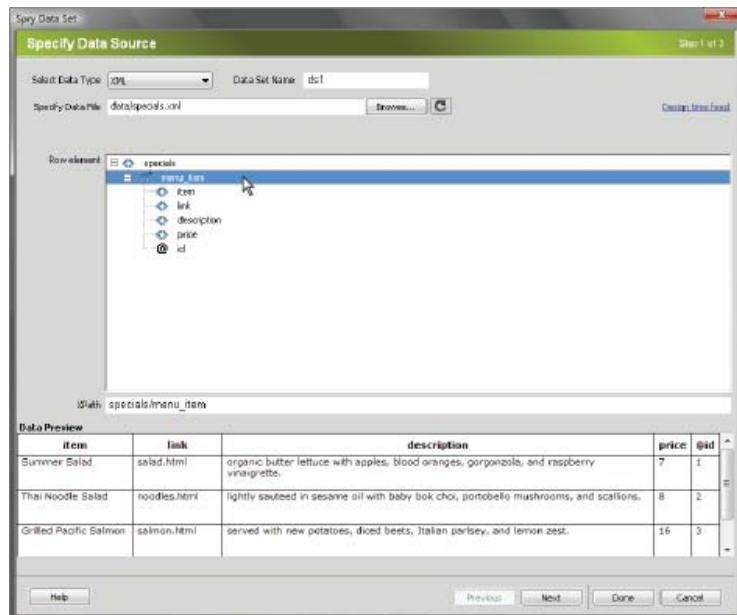 Spry Data Set
Specify Data Source
Step 1 of 3
Select Data Type XML Data Set Name ds1
Specify Data File data/specials.xml Browse... Design time feed
Row element specials
menu_item
item
link
description
price
@ id
XPath specials/menu_item
Data Preview
item link description price @id
Summer Salad salad.html organic butter lettuce with apples, blood oranges, gorgonzola, and raspberry 7 1
vinaigrette.
Thai Noodle Salad noodles.html lightly sauteed in sesame oil with baby bok choi, portobello mushrooms, and scallions. 8 2
Grilled Pacific Salmon salmon.html served with new potatoes, diced beets, Italian parlsey, and lemon zest. 16 3
Help Previous Next Done Cancel